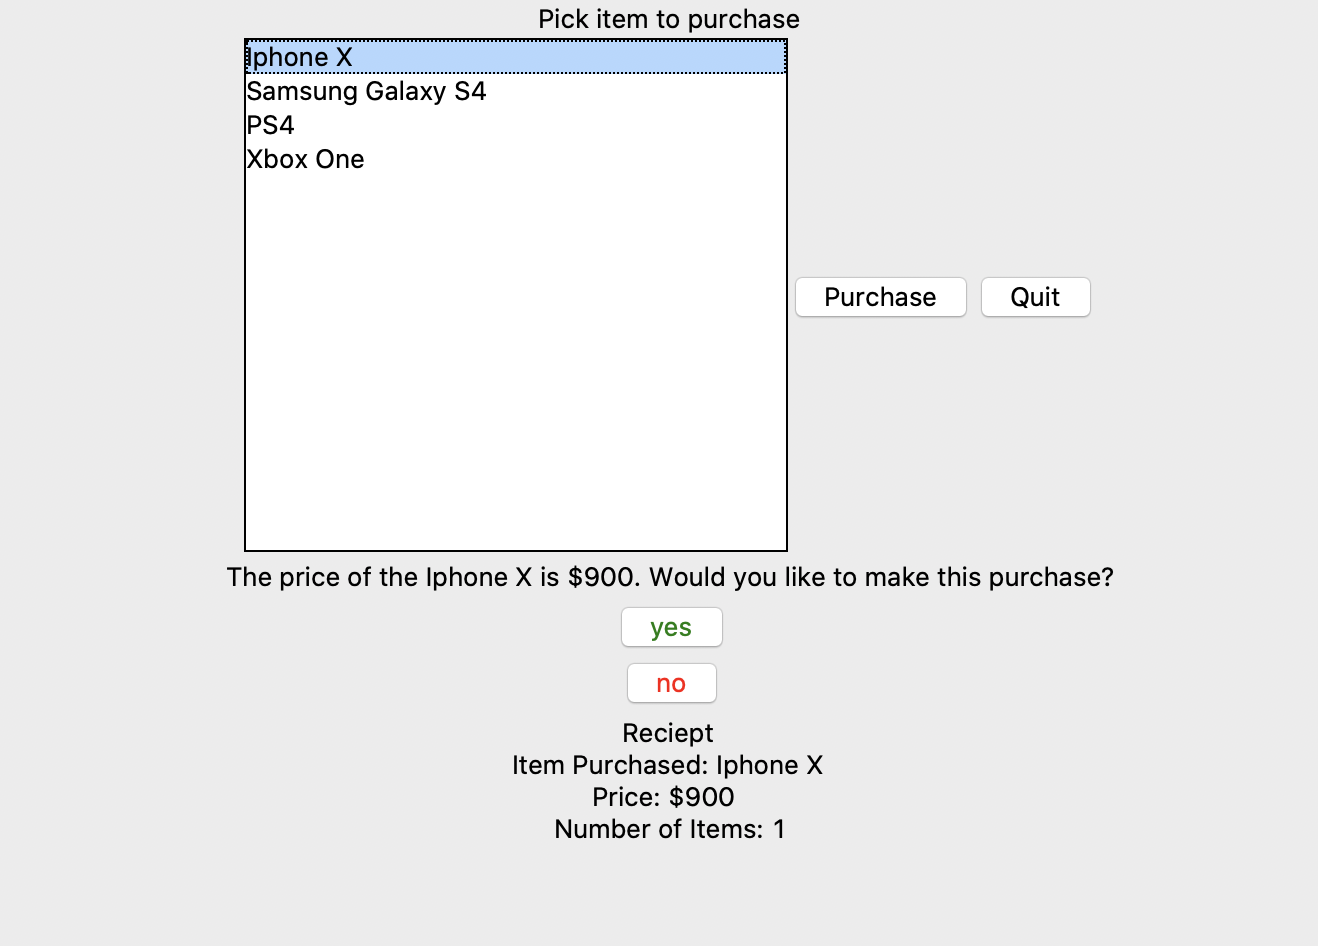 Pick item to purchase
Iphone X
Samsung Galaxy S4
PS4
Xbox One
Purchase
Quit
The price of the Iphone X is $900. Would you like to make this purchase?
yes
no
Reciept
Item Purchased: Iphone X
Price: $900
Number of Items: 1